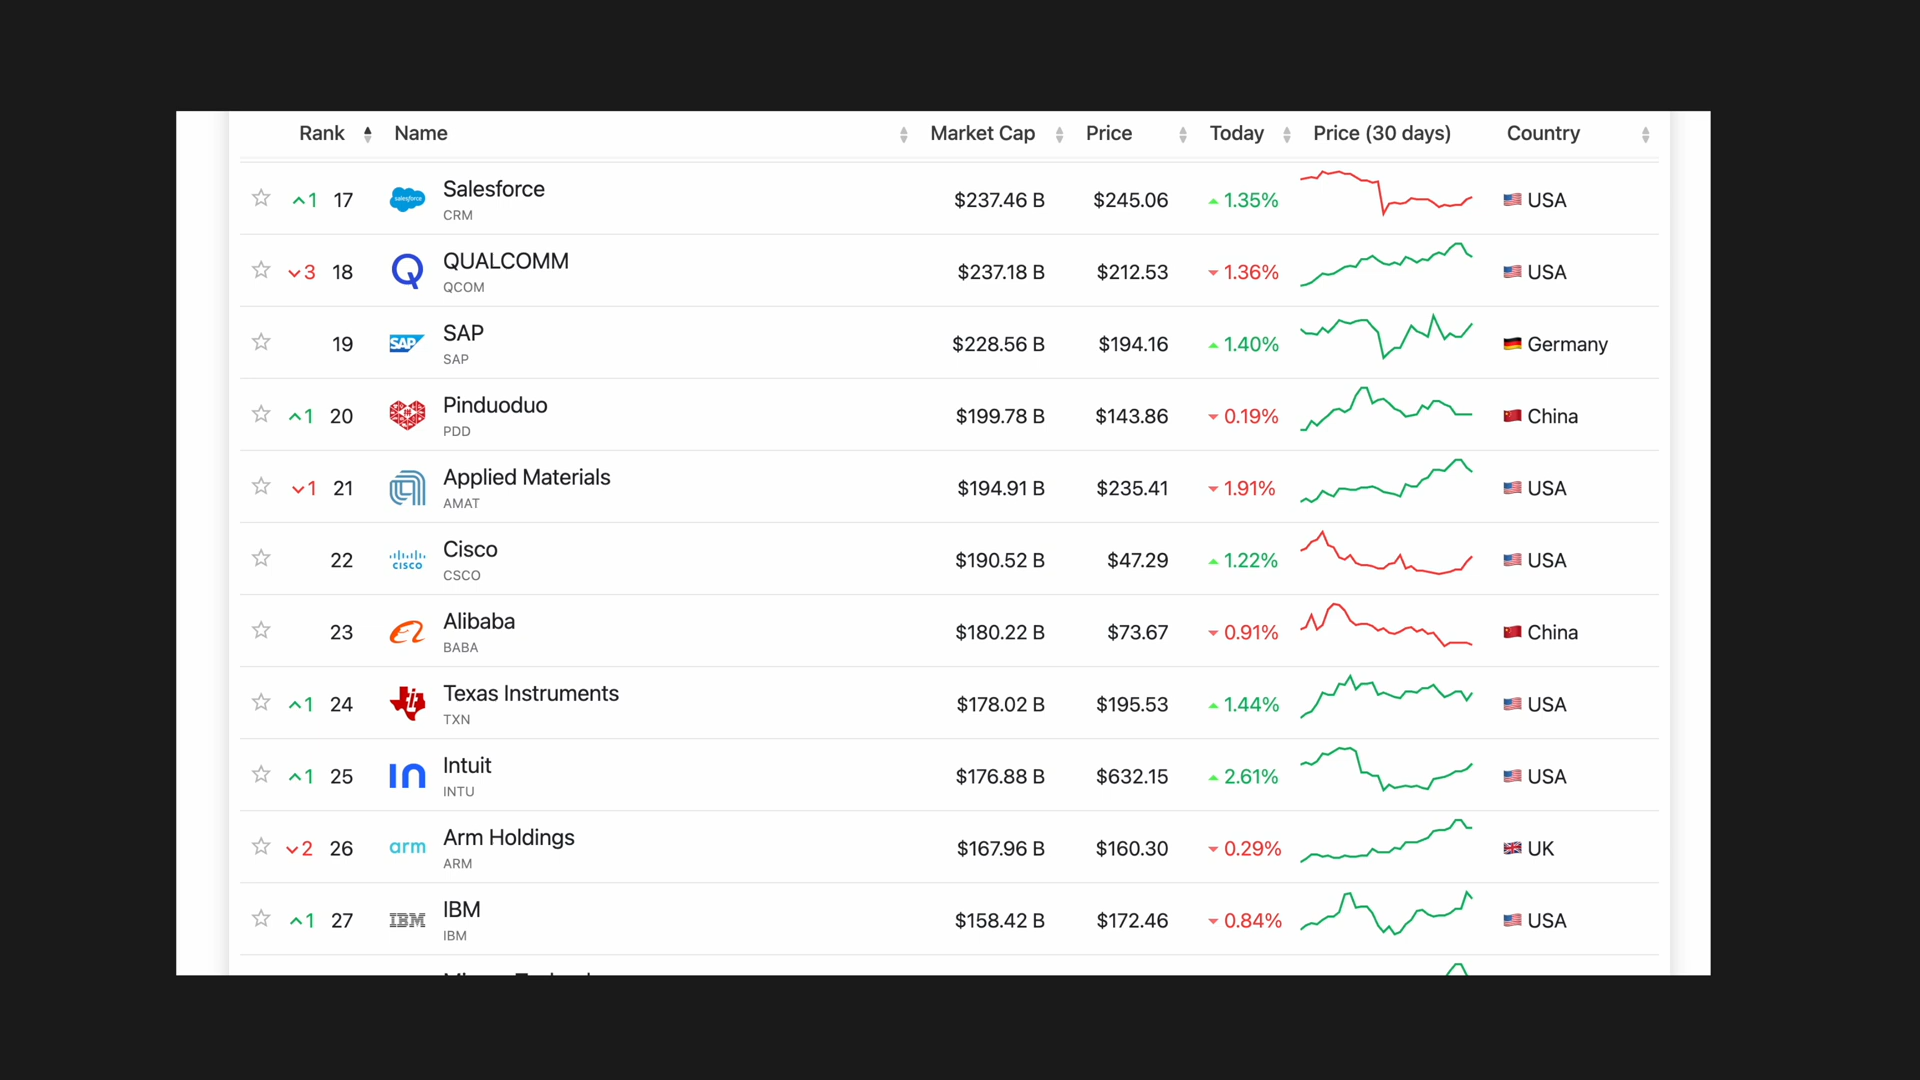 Rank Name Market Cap Price Today Price (30 days) Country
1 17 salesforce Salesforce $237.46 B $245.06 1.35% USA
CRM
3 18 QUALCOMM $237.18 B $212.53 1.36% USA
QCOM
19 SAP SAP $228.56 B $194.16 1.40% Germany
SAP
1 20 Pinduoduo $199.78 B $143.86 0.19% China
PDD
1 21 Applied Materials $194.91 B $235.41 1.91% USA
AMAT
22 CISCO Cisco $190.52 B $47.29 1.22% USA
CSCO
23 Alibaba $180.22 B $73.67 0.91% China
BABA
1 24 Texas Instruments $178.02 B $195.53 1.44% USA
TXN
1 25 Intuit $176.88 B $632.15 2.61% USA
INTU
2 26 arm Arm Holdings $167.96 B $160.30 0.29% UK
ARM
1 27 IBM IBM $158.42 B $172.46 0.84% USA
IBM